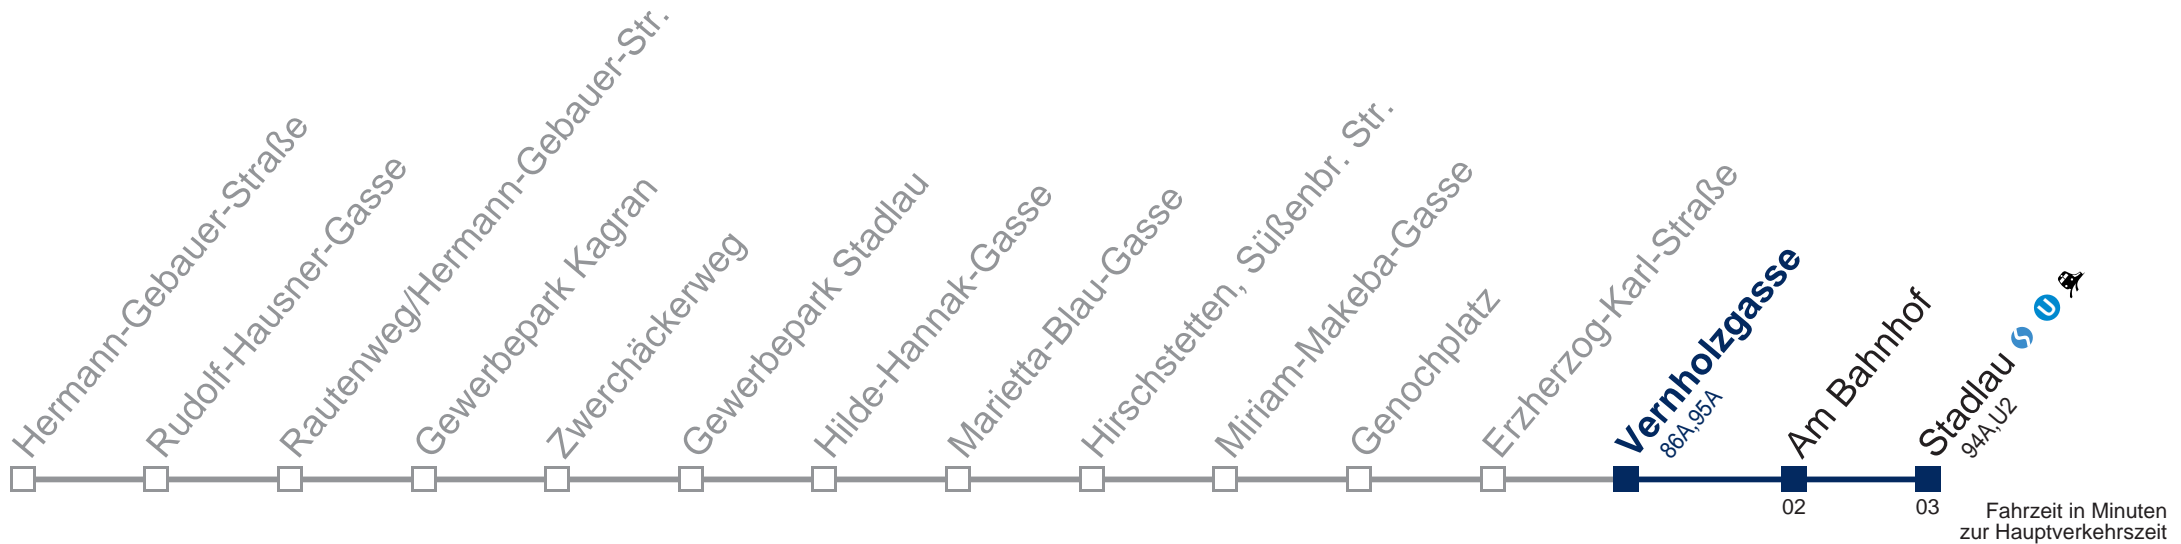 Hermann-Gebauer-Straße
Rudolf-Hausner-Gasse
Rautenweg/Hermann-Gebauer-Str.
Gewerbepark Kagran
Zwerchäckerweg
Gewerbepark Stadlau
Hilde-Hannak-Gasse
Marietta-Blau-Gasse
Hirschstetten, Süßenbr. Str.
Miriam-Makeba-Gasse
Genochplatz
Erzherzog-Karl-Straße
Vernholzgasse
86A,95A
Am Bahnhof
Stadlau S U
94A,U2
02
03
Fahrzeit in Minuten
zur Hauptverkehrszeit